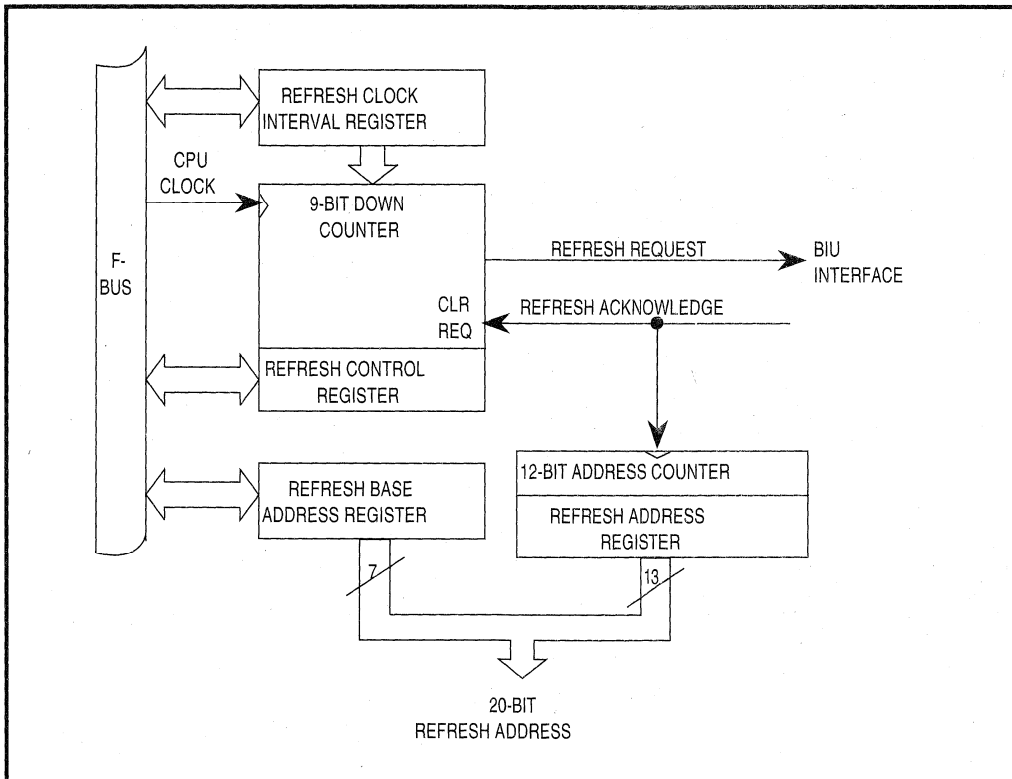 REFRESH CLOCK
INTERVAL REGISTER
CPU
CLOCK
9-BIT DOWN
COUNTER
F-
BUS
REFRESH REQUEST
BIU
INTERFACE
CLR
REQ
REFRESH ACKNOWLEDGE
REFRESH CONTROL
REGISTER
REFRESH BASE
ADDRESS REGISTER
12-BIT ADDRESS COUNTER
REFRESH ADDRESS
REGISTER
7
13
20-BIT
REFRESH ADDRESS